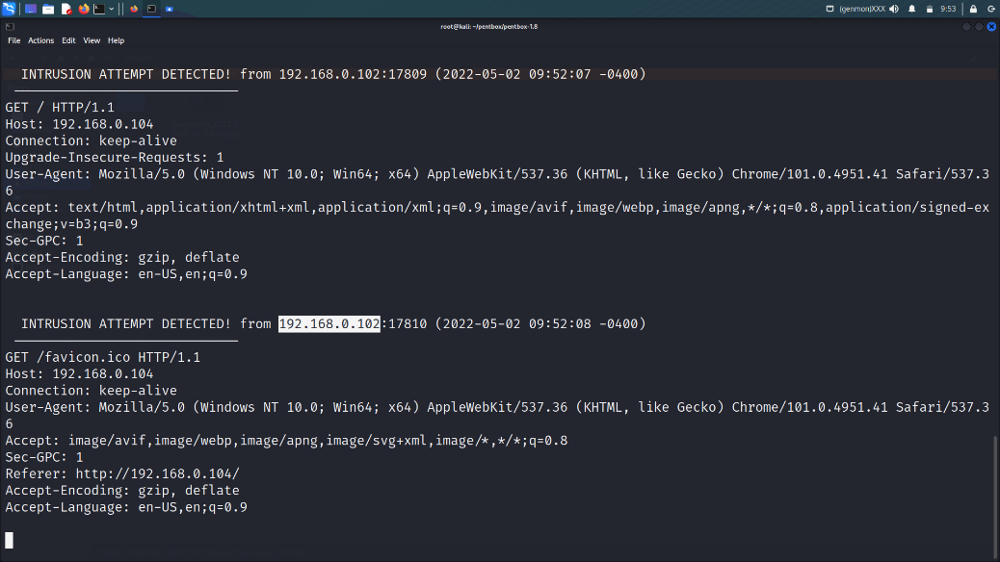 (genmon)XXX 9:53
root@kali: ~/pentbox/pentbox-1.8
File Actions Edit View Help
INTRUSION ATTEMPT DETECTED! from 192.168.0.102:17809 (2022-05-02 09:52:07 -0400)
GET / HTTP/1.1
Host: 192.168.0.104
Connection: keep-alive
Upgrade-Insecure-Requests: 1
User-Agent: Mozilla/5.0 (Windows NT 10.0; Win64; x64) AppleWebKit/537.36 (KHTML, like Gecko) Chrome/101.0.4951.41 Safari/537.3
6
Accept: text/html,application/xhtml+xml,application/xml;q=0.9,image/avif,image/webp,image/apng,*/*;q=0.8,application/signed-ex
change;v=b3;q=0.9
Sec-GPC: 1
Accept-Encoding: gzip, deflate
Accept-Language: en-US,en;q=0.9
INTRUSION ATTEMPT DETECTED! from 192.168.0.102:17810 (2022-05-02 09:52:08 -0400)
GET /favicon.ico HTTP/1.1
Host: 192.168.0.104
Connection: keep-alive
User-Agent: Mozilla/5.0 (Windows NT 10.0; Win64; x64) AppleWebKit/537.36 (KHTML, like Gecko) Chrome/101.0.4951.41 Safari/537.3
6
Accept: image/avif,image/webp,image/apng,image/svg+xml,image/*,*/*;q=0.8
Sec-GPC: 1
Referer: http://192.168.0.104/
Accept-Encoding: gzip, deflate
Accept-Language: en-US,en;q=0.9